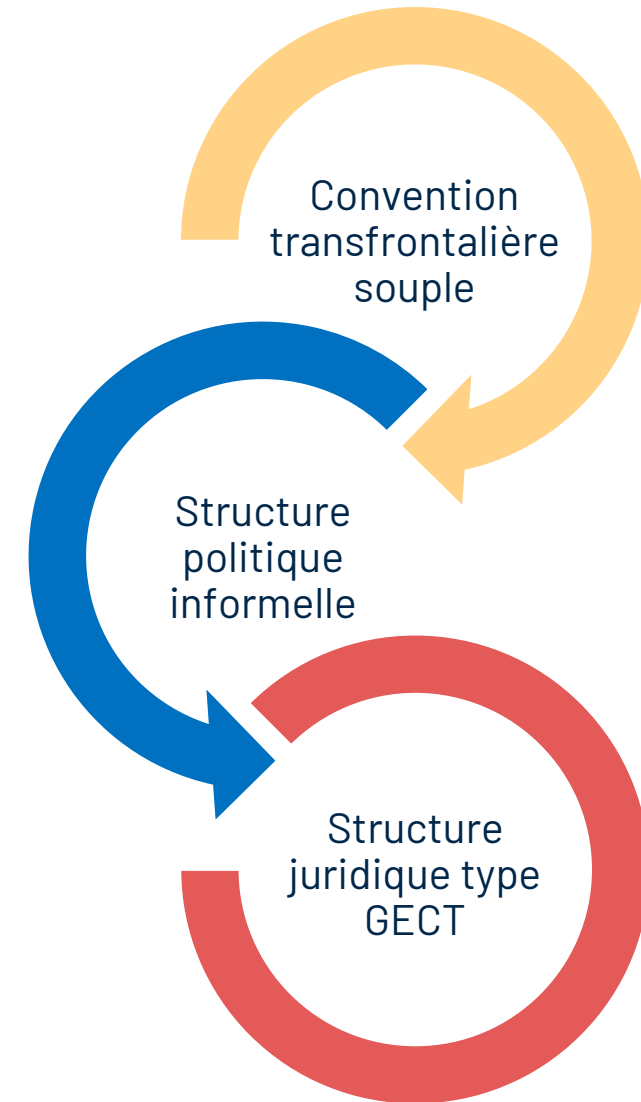 Convention
transfrontalière
souple
Structure
politique
informelle
Structure
juridique type
GECT